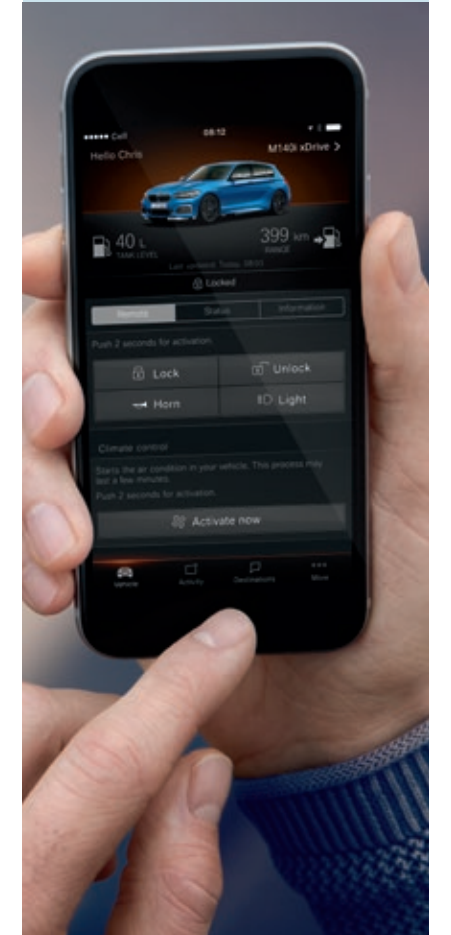 Cell 08:12
Hello Chris M140i xDrive >
40 L 399 km
TANK LEVEL RANGE
Last updated: Today, 08:03
Locked
Remote Status Information
Push 2 seconds for activation.
Lock Unlock
Horn Light
Climate control
Starts the air condition in your vehicle. This process may
last a few minutes.
Push 2 seconds for activation.
Activate now
Vehicle Activity Destinations More